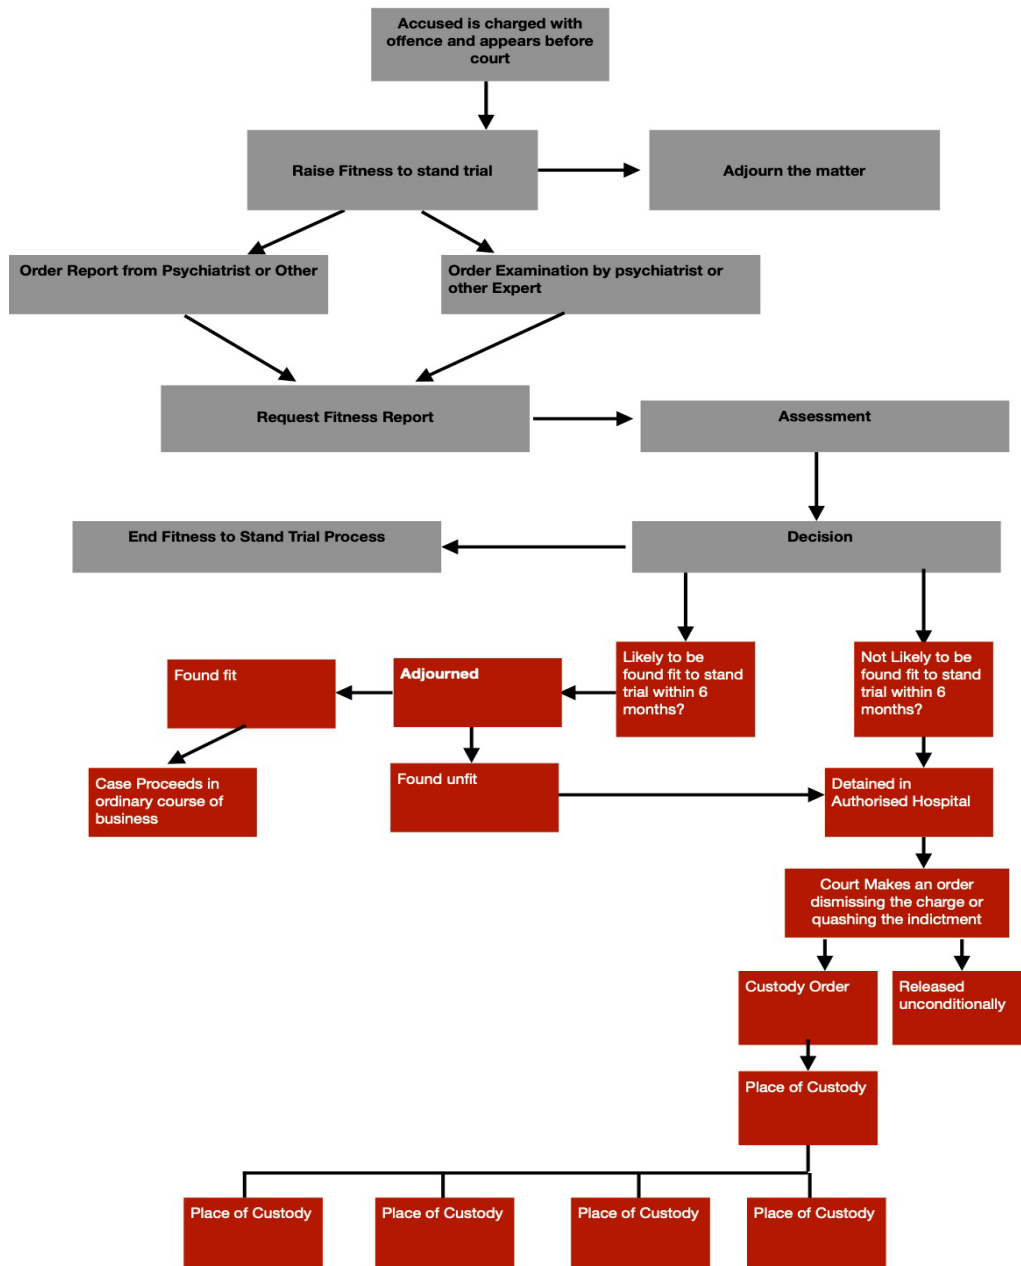 Accused is charged with
offence and appears before
court
Raise Fitness to stand trial
Adjourn the matter
Order Report from Psychiatrist or Other
Order Examination by psychiatrist or
other Expert
Request Fitness Report
Assessment
End Fitness to Stand Trial Process
Decision
Found fit
Adjourned
Likely to be
found fit to stand
trial within 6
months?
Not Likely to be
found fit to stand
trial within 6
months?
Case Proceeds in
ordinary course of
business
Found unfit
Detained in
Authorised Hospital
Court Makes an order
dismissing the charge or
quashing the indictment
Custody Order
Released
unconditionally
Place of Custody
Place of Custody
Place of Custody
Place of Custody
Place of Custody